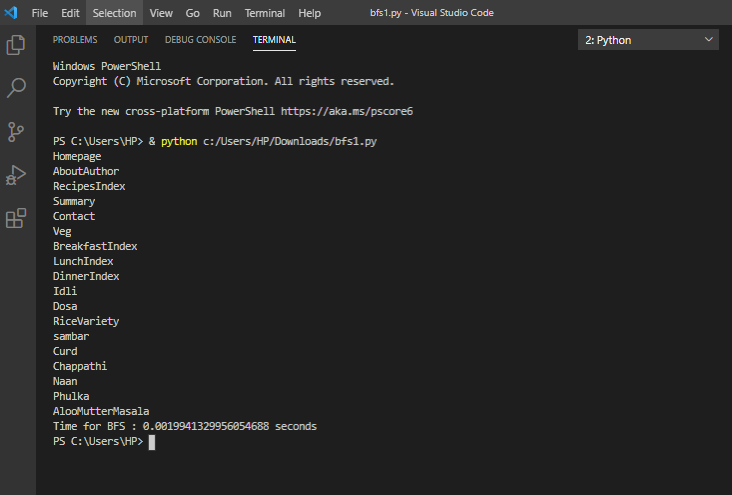 File Edit Selection View Go Run Terminal Help bfs1.py - Visual Studio Code
PROBLEMS OUTPUT DEBUG CONSOLE TERMINAL 2: Python
Windows PowerShell
Copyright (C) Microsoft Corporation. All rights reserved.
Try the new cross-platform PowerShell https://aka.ms/pscore6
PS C:\Users\HP> & python c:/Users/HP/Downloads/bfs1.py
Homepage
AboutAuthor
RecipesIndex
Summary
Contact
Veg
BreakfastIndex
LunchIndex
DinnerIndex
Idli
Dosa
RiceVariety
sambar
Curd
Chappathi
Naan
Phulka
AlooMutterMasala
Time for BFS : 0.0019941329956054688 seconds
PS C:\Users\HP>